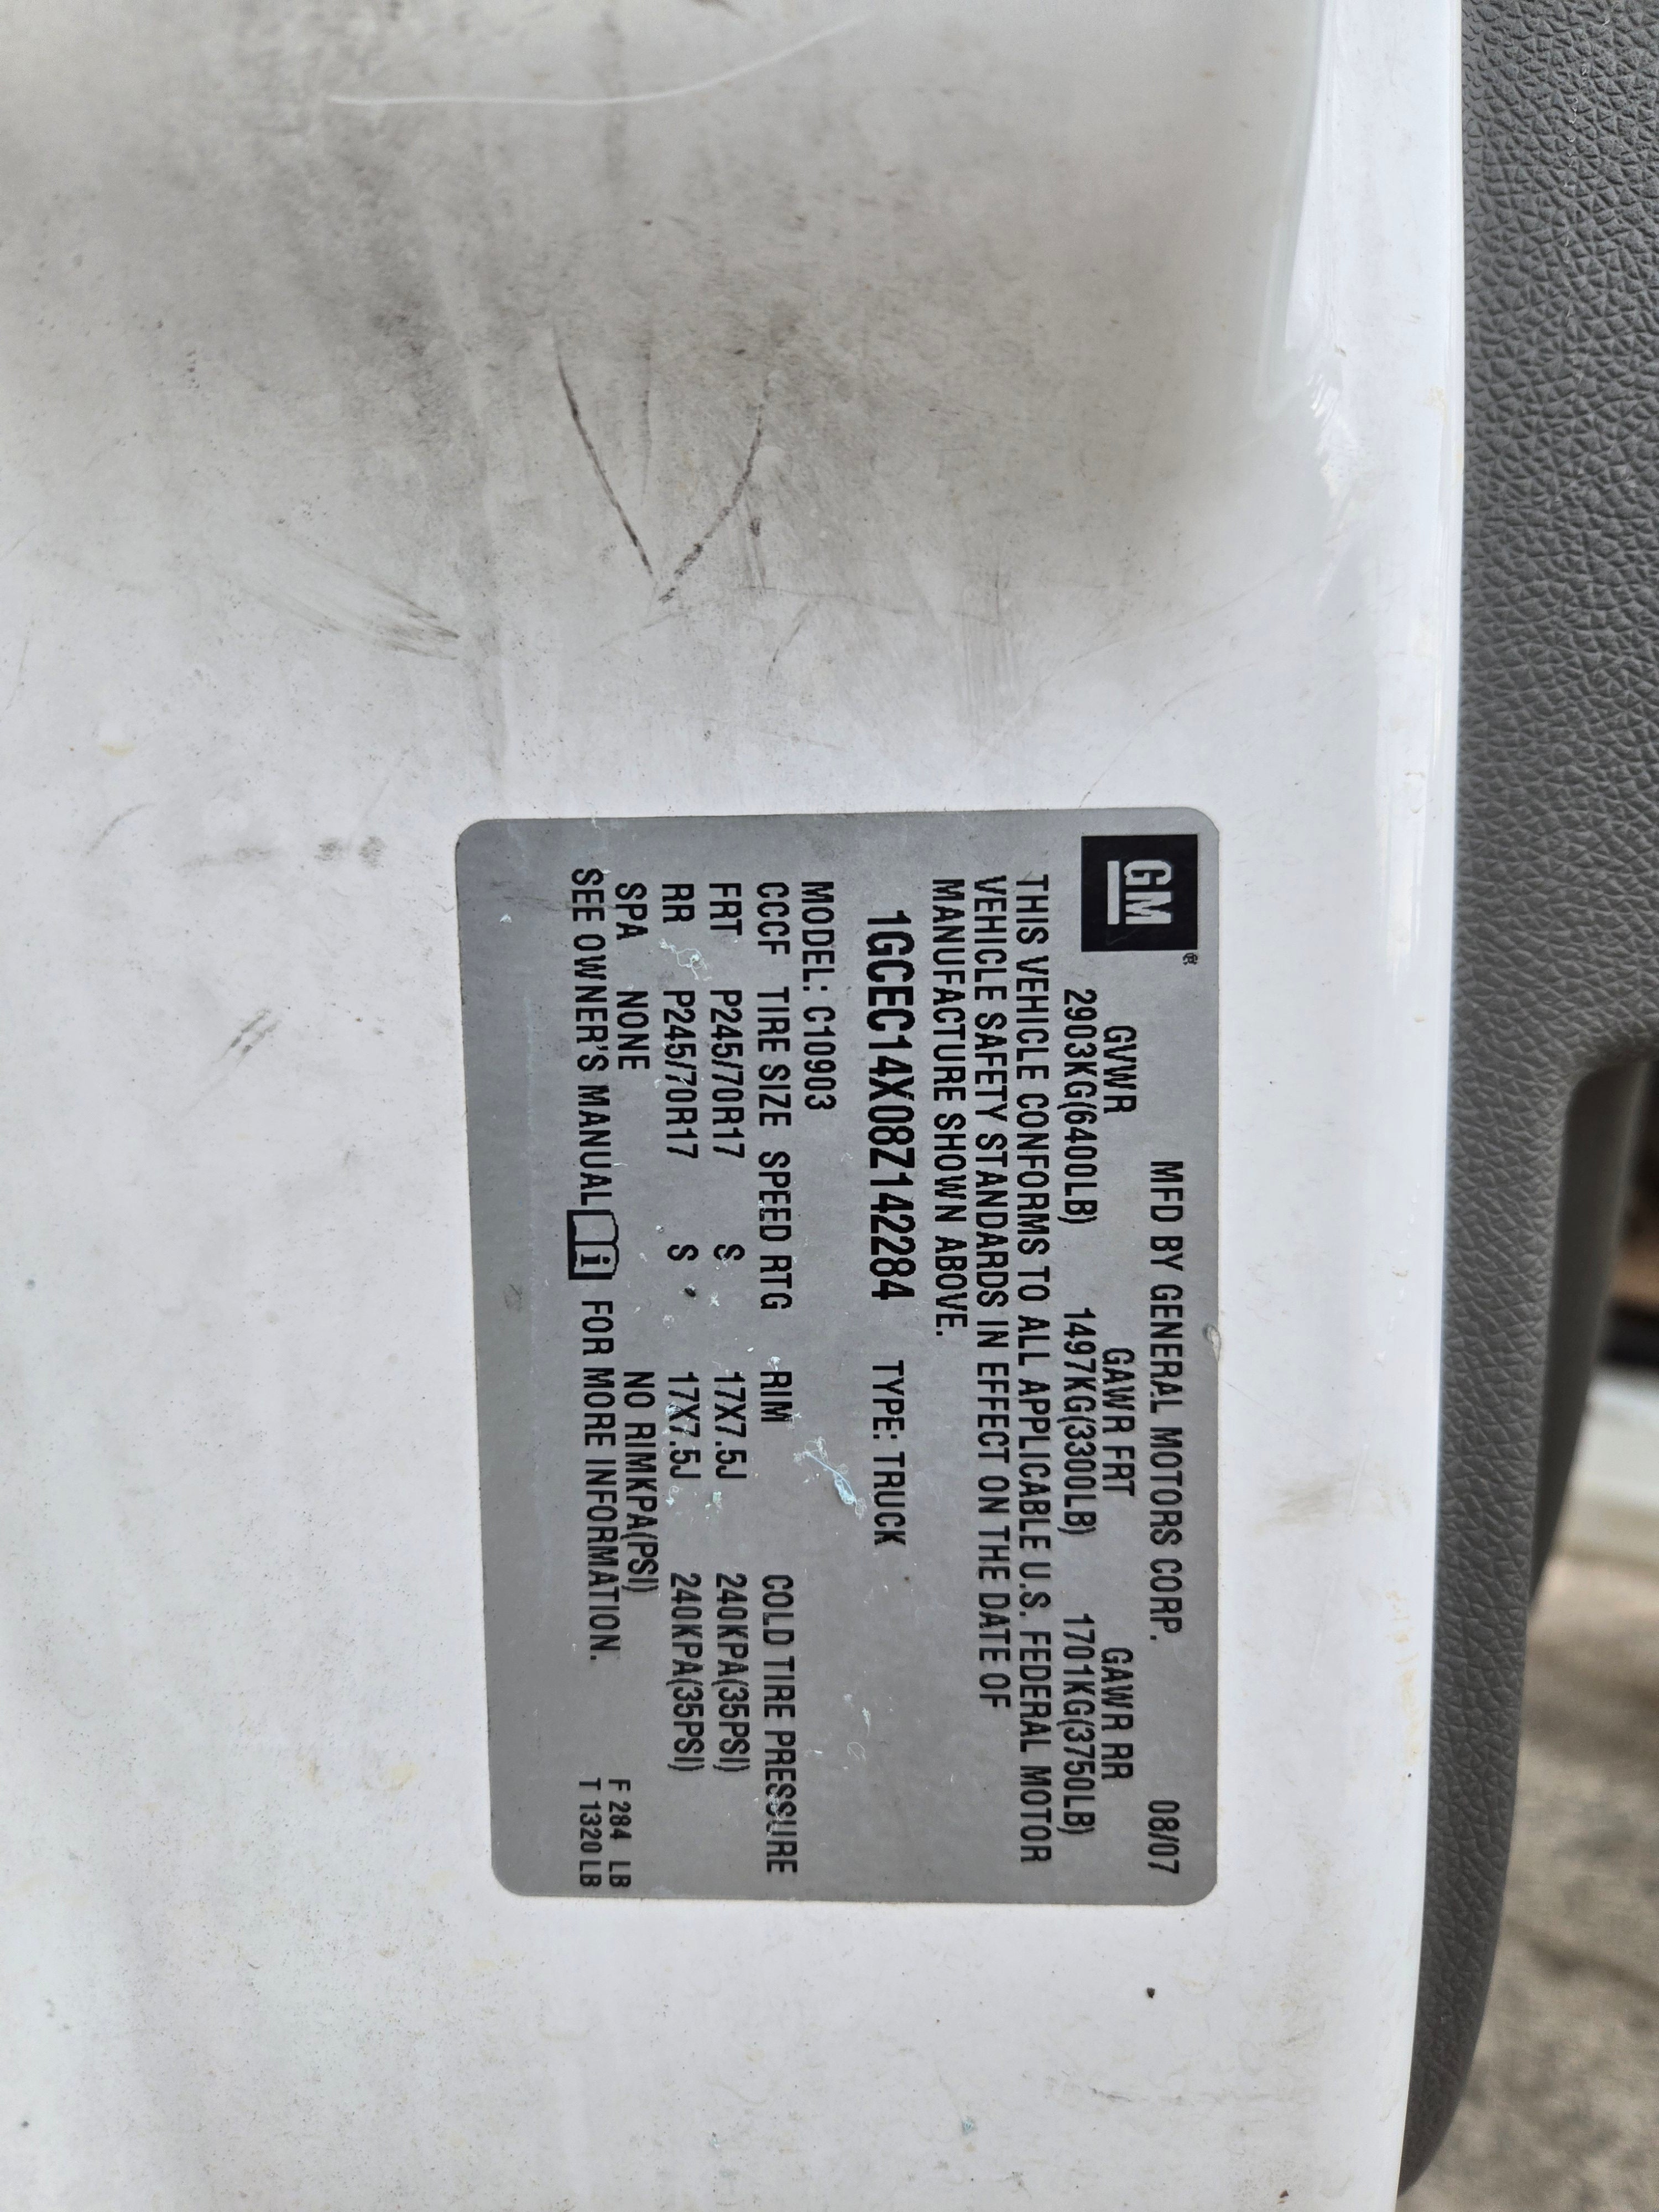 GM®
MFD BY GENERAL MOTORS CORP. 08/07
GVWR GAWR FRT GAWR RR
2903KG(6400LB) 1497KG(3300LB) 1701KG(3750LB)
THIS VEHICLE CONFORMS TO ALL APPLICABLE U.S. FEDERAL MOTOR
VEHICLE SAFETY STANDARDS IN EFFECT ON THE DATE OF
MANUFACTURE SHOWN ABOVE.
1GCEC14X08Z142284 TYPE: TRUCK
MODEL: C10903
CCCF TIRE SIZE SPEED RTG RIM COLD TIRE PRESSURE
FRT P245/70R17 S 17X7.5J 240KPA(35PSI)
RR P245/70R17 S 17X7.5J 240KPA(35PSI)
SPA NONE NO RIMKPA(PSI)
SEE OWNER'S MANUAL i FOR MORE INFORMATION.
F 284 LB
T 1320 LB